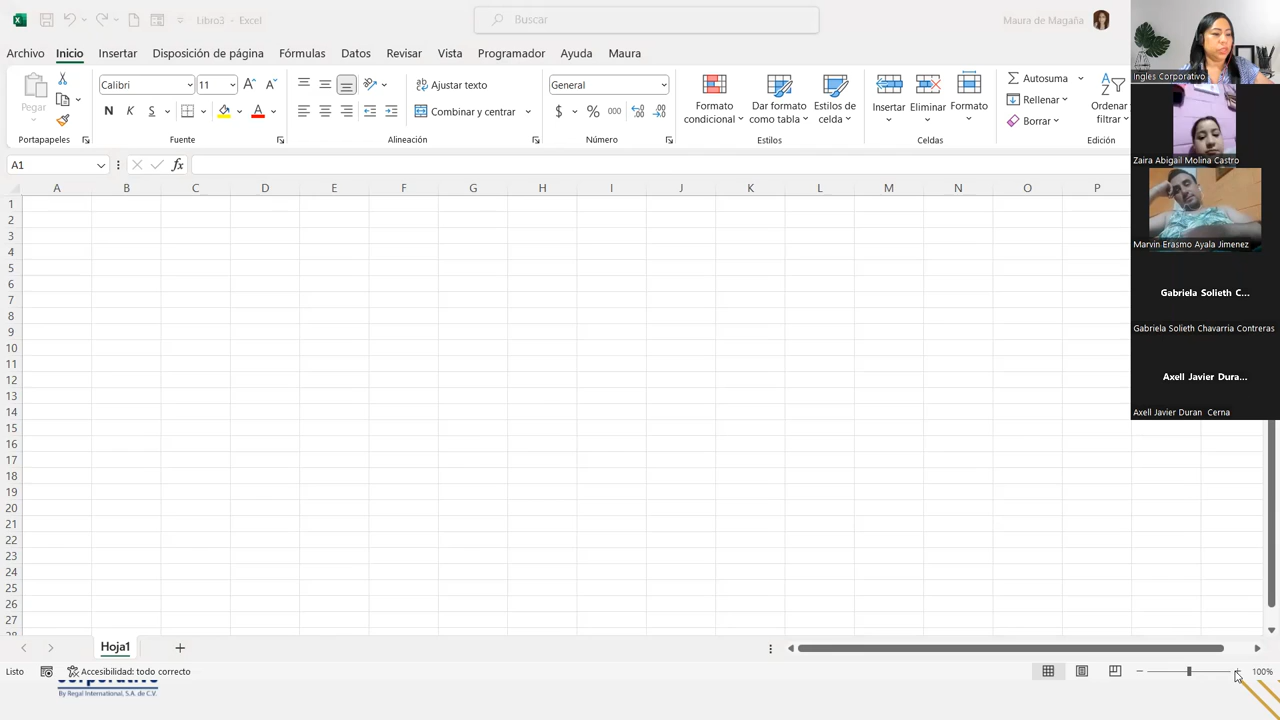 Libro3 - Excel
Buscar
Maura de Magaña
Archivo Inicio Insertar Disposición de página Fórmulas Datos Revisar Vista Programador Ayuda Maura
Pegar
Portapapeles
Calibri 11
N K S
Fuente
ab Ajustar texto
Combinar y centrar
Alineación
General
$ % 000
Número
Formato condicional
Dar formato como tabla
Estilos de celda
Estilos
Insertar Eliminar Formato
Celdas
Autosuma
Rellenar
Borrar
Ordenar filtrar
Edición
A1
fx
A B C D E F G H I J K L M N O P
1
2
3
4
5
6
7
8
9
10
11
12
13
14
15
16
17
18
19
20
21
22
23
24
25
26
27
28
Ingles Corporativo
Zaira Abigail Molina Castro
Marvin Erasmo Ayala Jimenez
Gabriela Solieth C...
Gabriela Solieth Chavarria Contreras
Axell Javier Dura...
Axell Javier Duran Cerna
Hoja1
Listo
Accesibilidad: todo correcto
100%
By Regal International, S.A. de C.V.